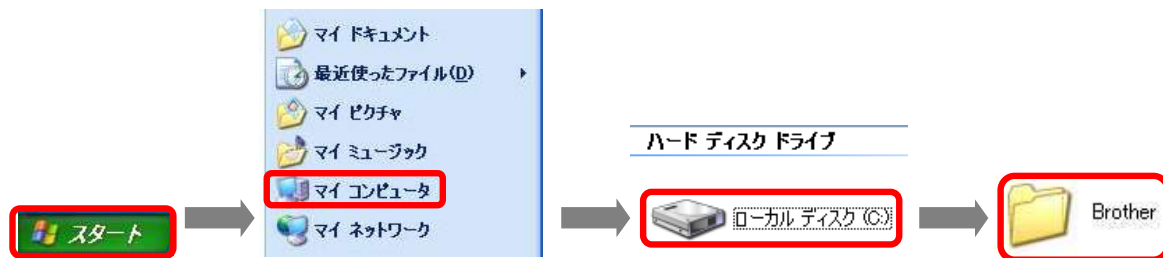 スタート
マイ ドキュメント
最近使ったファイル(D)
マイ ピクチャ
マイ ミュージック
マイ コンピュータ
マイ ネットワーク
ハード ディスク ドライブ
ローカル ディスク (C:)
Brother